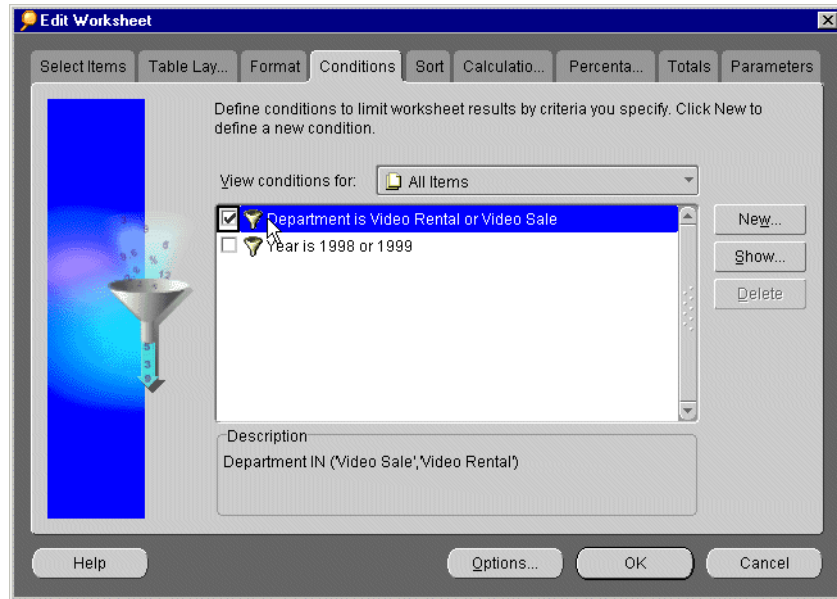 Edit Worksheet
Select Items Table Lay... Format Conditions Sort Calculatio... Percenta... Totals Parameters
Define conditions to limit worksheet results by criteria you specify. Click New to
define a new condition.
View conditions for: All Items
Department is Video Rental or Video Sale
Year is 1998 or 1999
New...
Show...
Delete
Description
Department IN ('Video Sale','Video Rental')
Help Options... OK Cancel